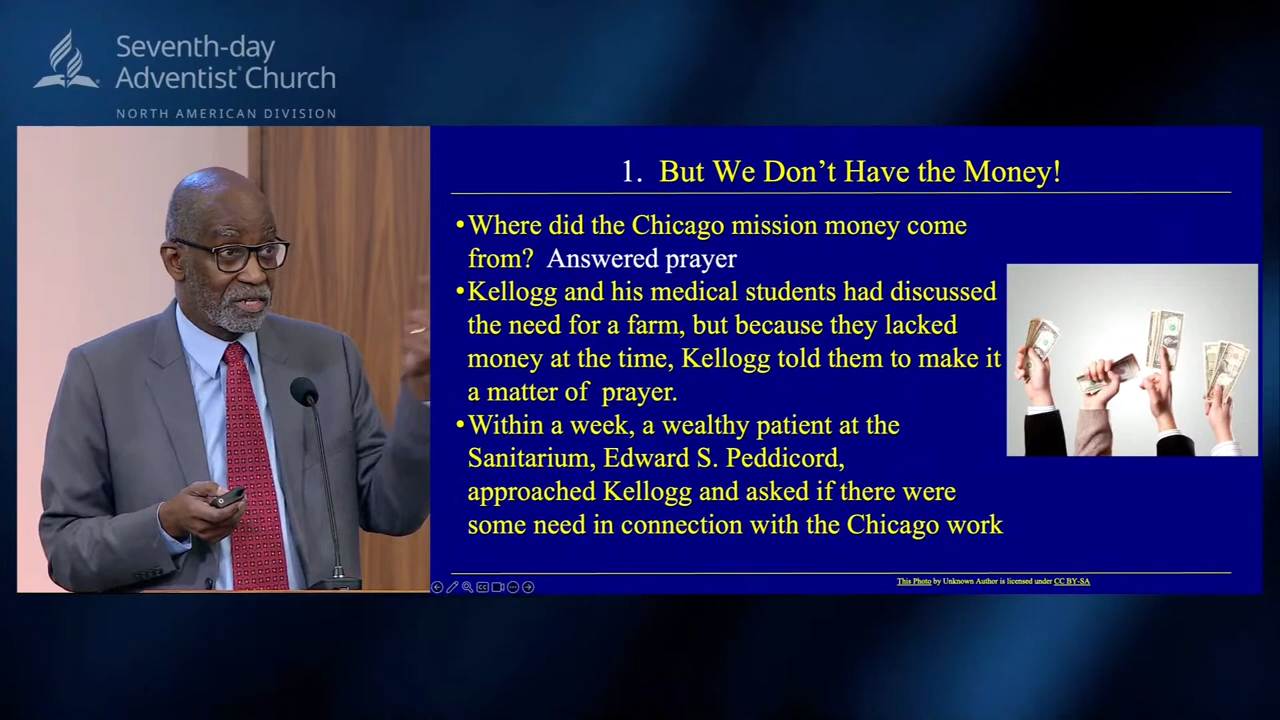 Seventh-day
Adventist® Church
NORTH AMERICAN DIVISION
1. But We Don’t Have the Money!
•Where did the Chicago mission money come
from? Answered prayer
•Kellogg and his medical students had discussed
the need for a farm, but because they lacked
money at the time, Kellogg told them to make it
a matter of prayer.
•Within a week, a wealthy patient at the
Sanitarium, Edward S. Peddicord,
approached Kellogg and asked if there were
some need in connection with the Chicago work
This Photo by Unknown Author is licensed under CC BY-SA